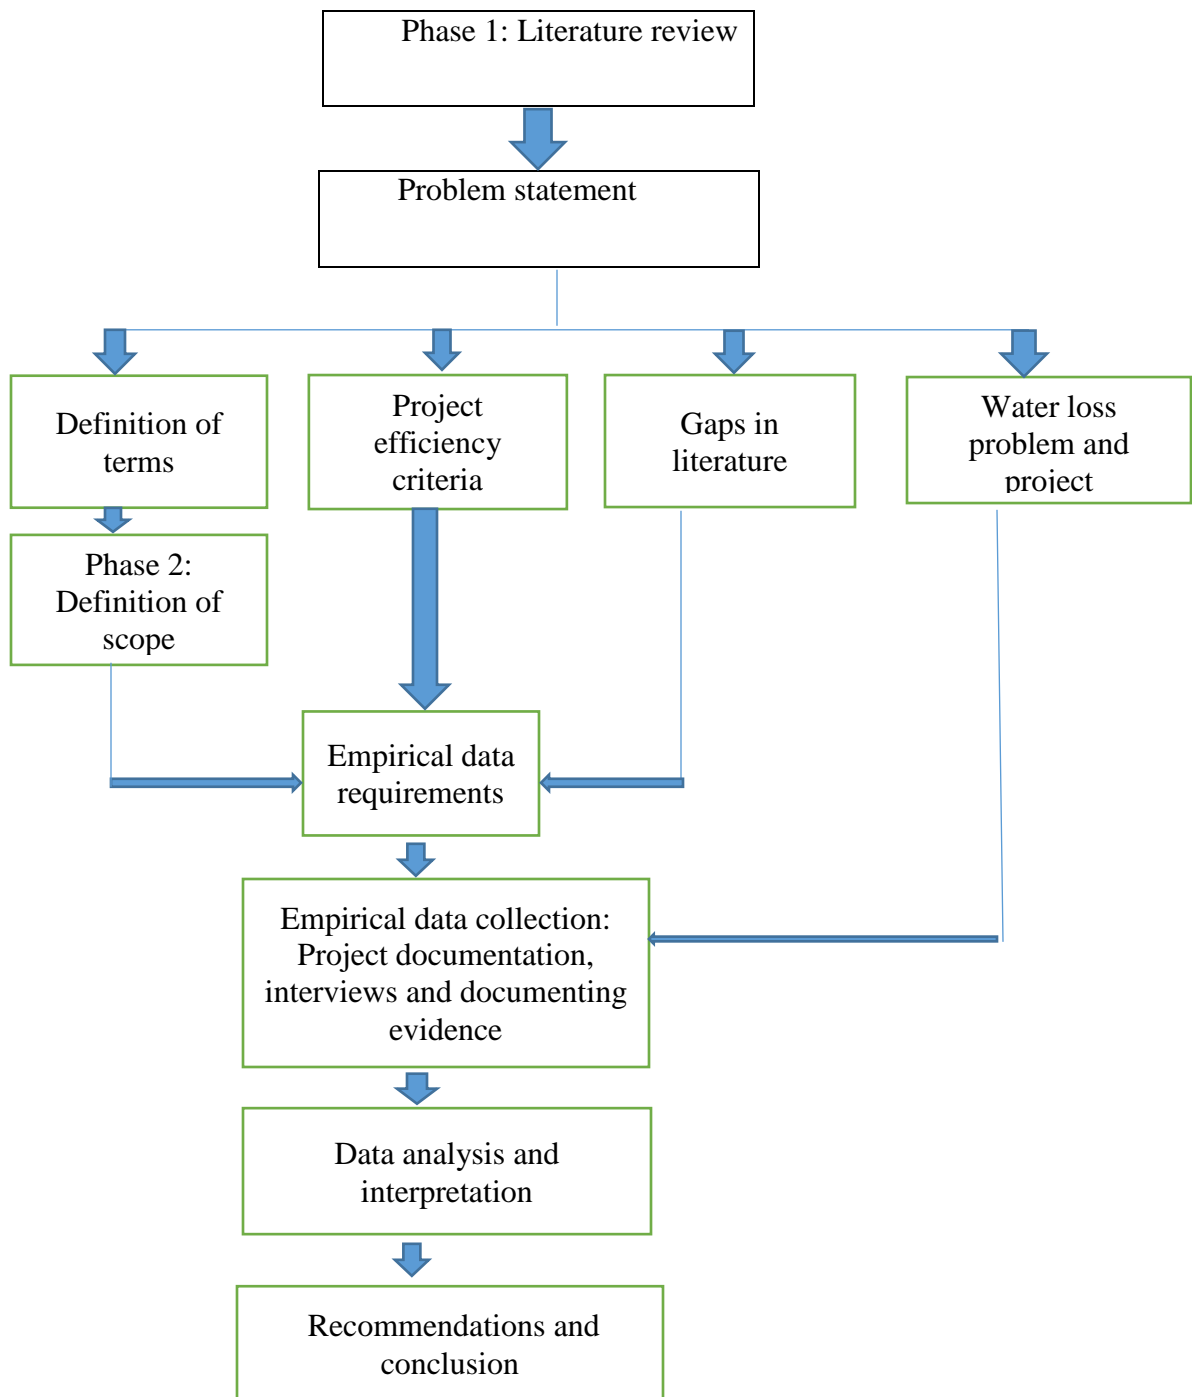 Phase 1: Literature review
Problem statement
Definition of
terms
Project
efficiency
criteria
Gaps in
literature
Water loss
problem and
project
Phase 2:
Definition of
scope
Empirical data
requirements
Empirical data collection:
Project documentation,
interviews and documenting
evidence
Data analysis and
interpretation
Recommendations and
conclusion